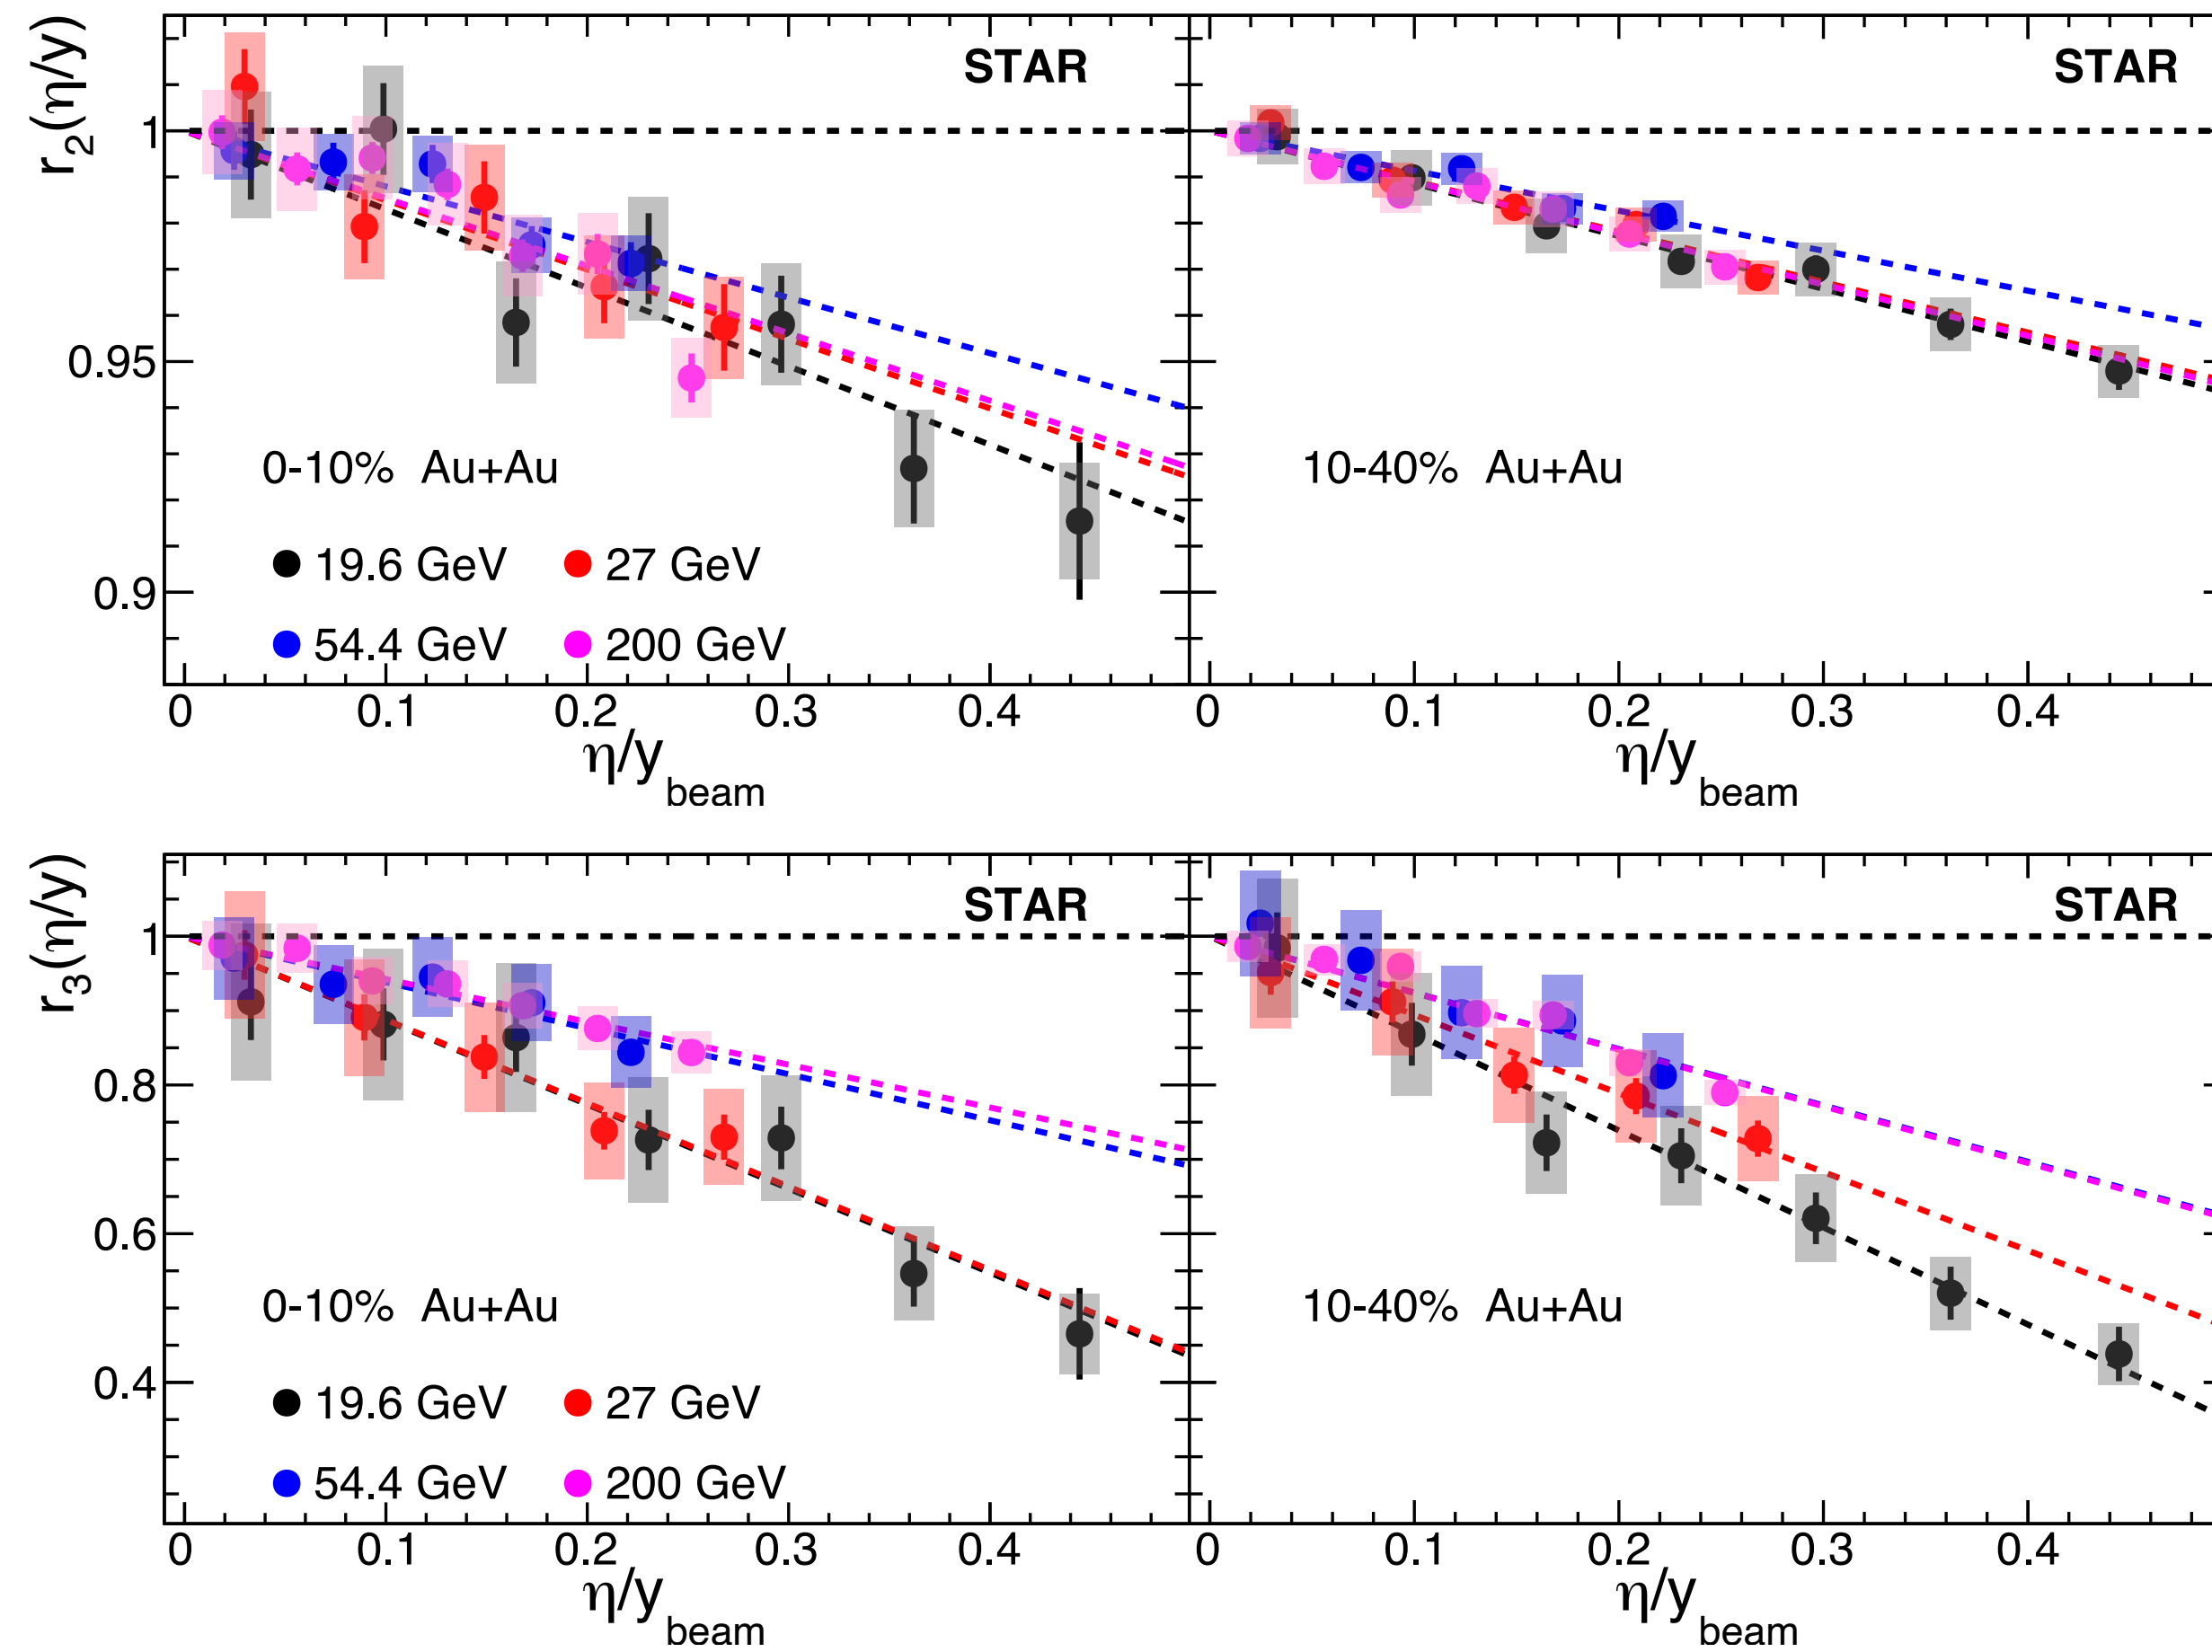 r2(η/y)
STAR
STAR
1
0.95
0.9
0-10% Au+Au
10-40% Au+Au
19.6 GeV
27 GeV
54.4 GeV
200 GeV
0 0.1 0.2 0.3 0.4
0 0.1 0.2 0.3 0.4
η/ybeam
η/ybeam
r3(η/y)
STAR
STAR
1
0.8
0.6
0.4
0-10% Au+Au
10-40% Au+Au
19.6 GeV
27 GeV
54.4 GeV
200 GeV
0 0.1 0.2 0.3 0.4
0 0.1 0.2 0.3 0.4
η/ybeam
η/ybeam